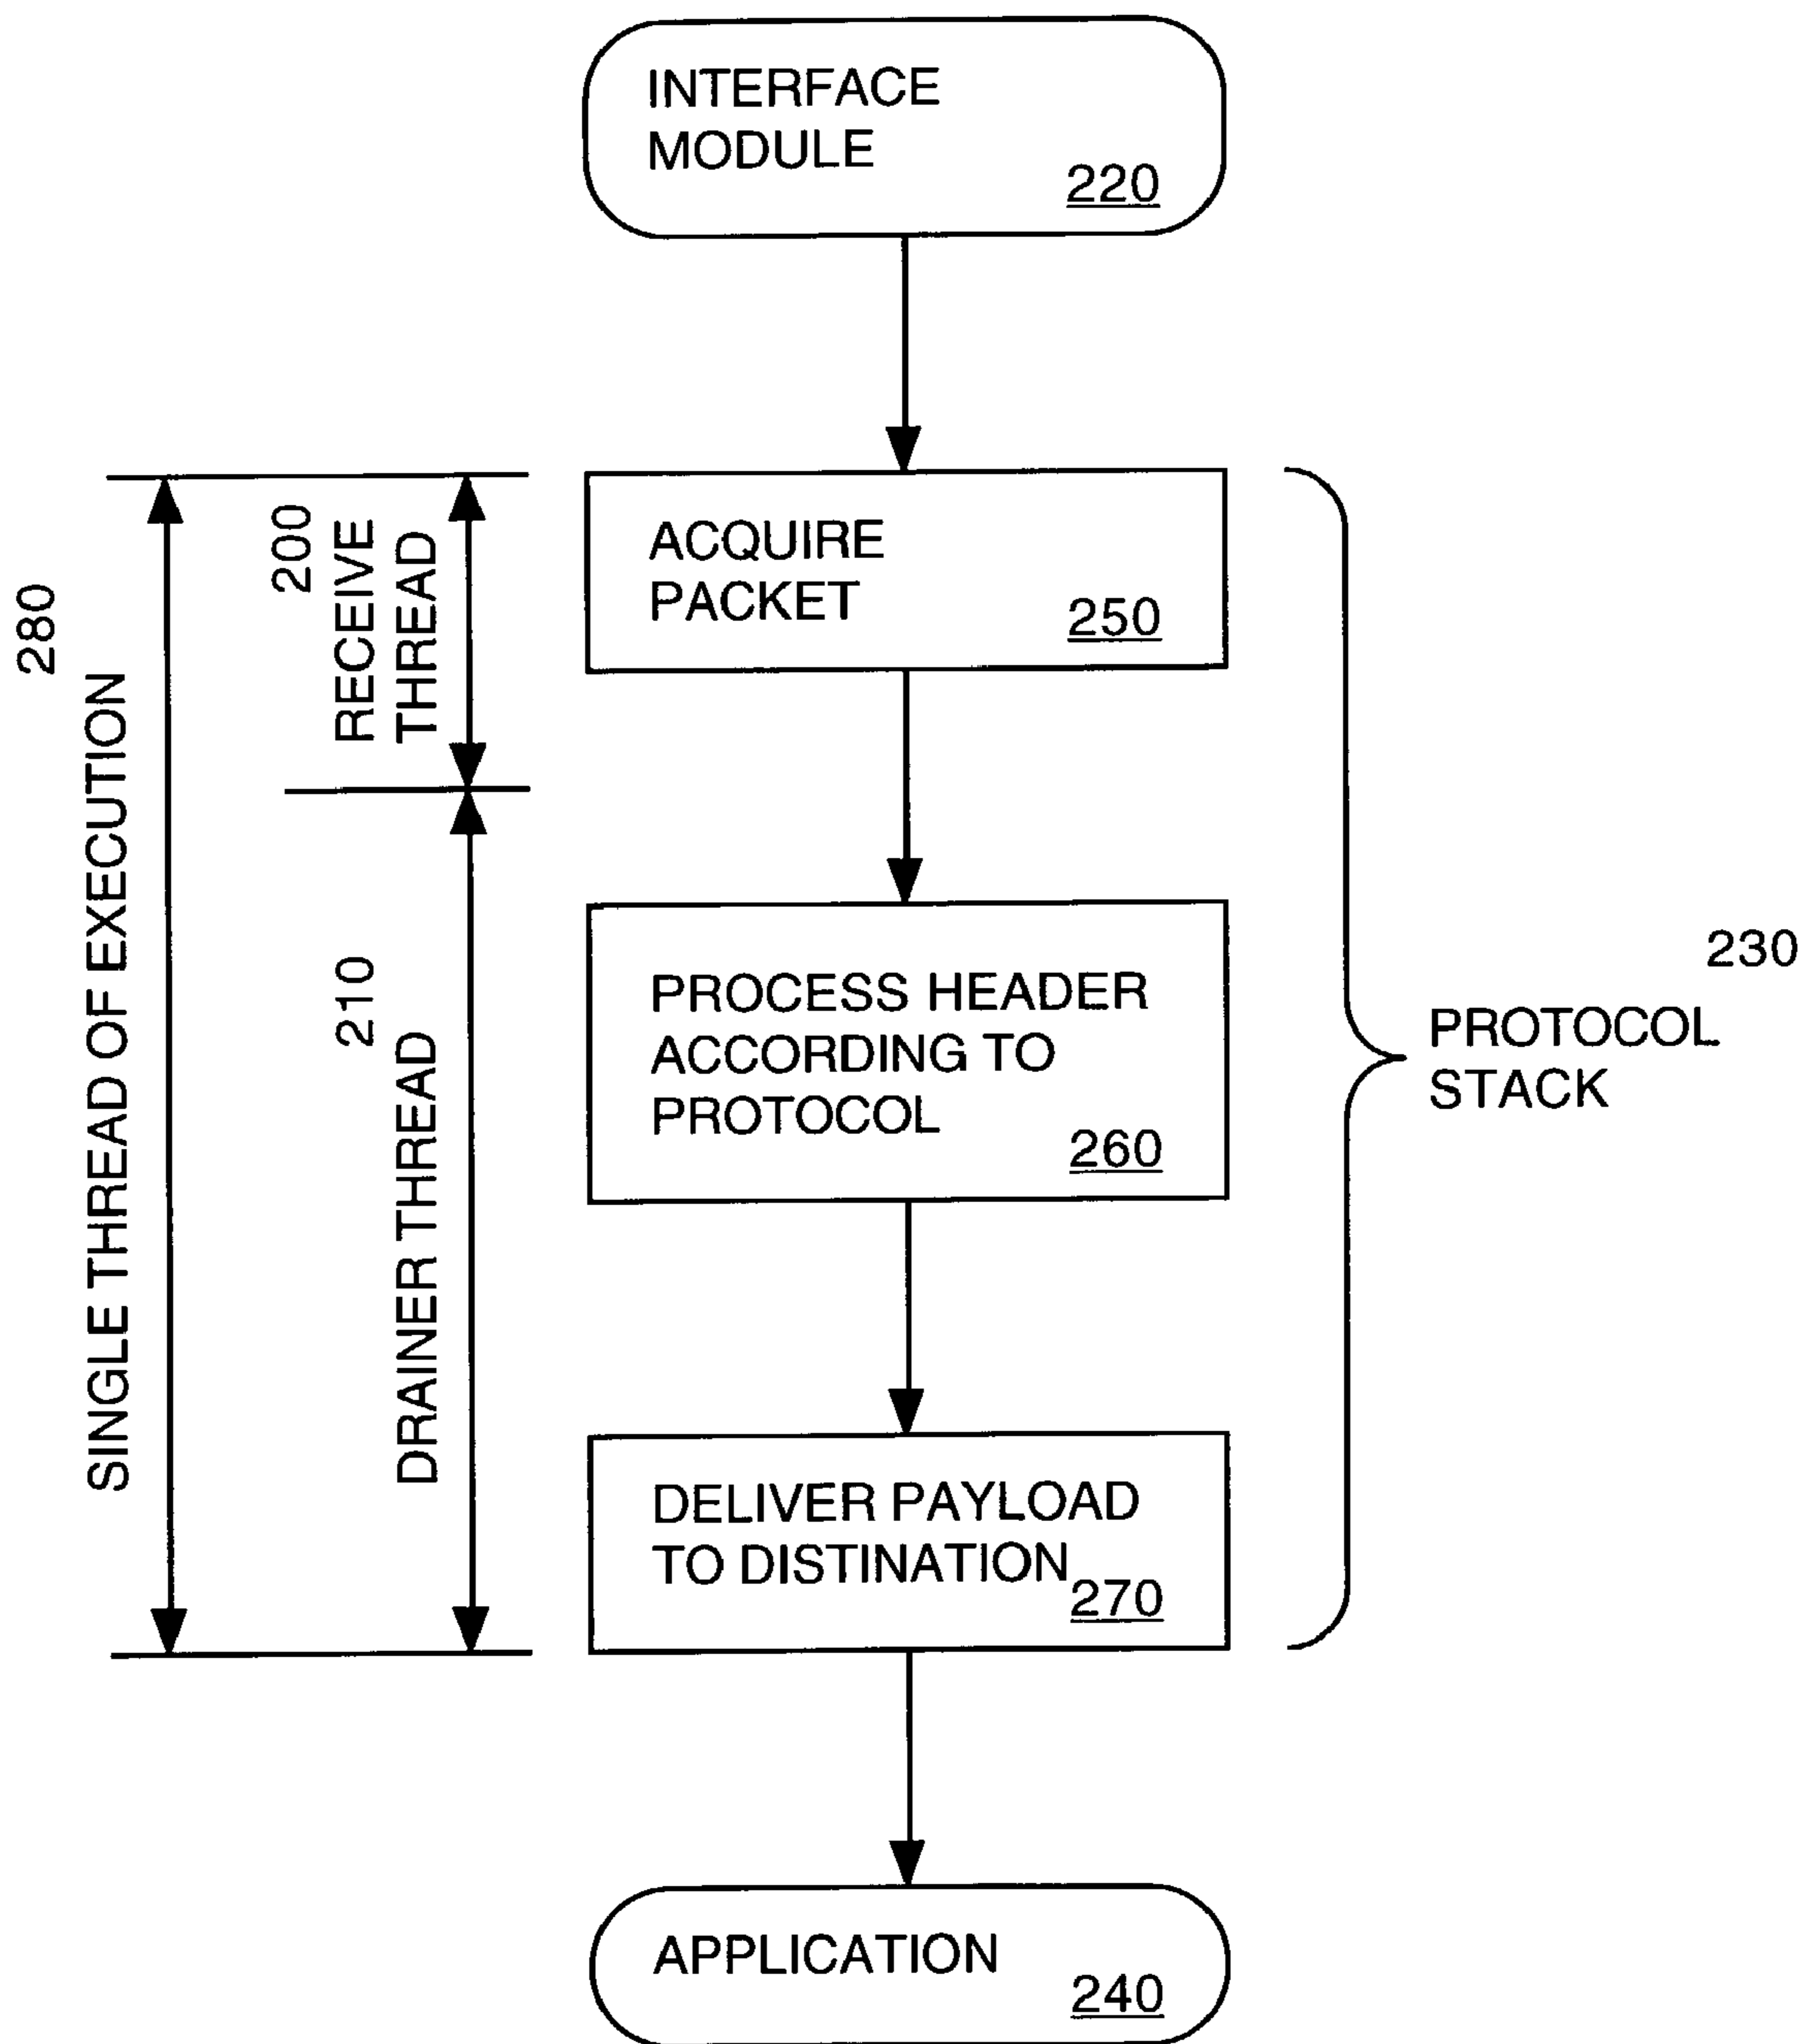 INTERFACE
MODULE
220
280
SINGLE THREAD OF EXECUTION
200
RECEIVE
THREAD
210
DRAINER THREAD
ACQUIRE
PACKET
250
PROCESS HEADER
ACCORDING TO
PROTOCOL
260
230
PROTOCOL
STACK
DELIVER PAYLOAD
TO DISTINATION
270
APPLICATION
240